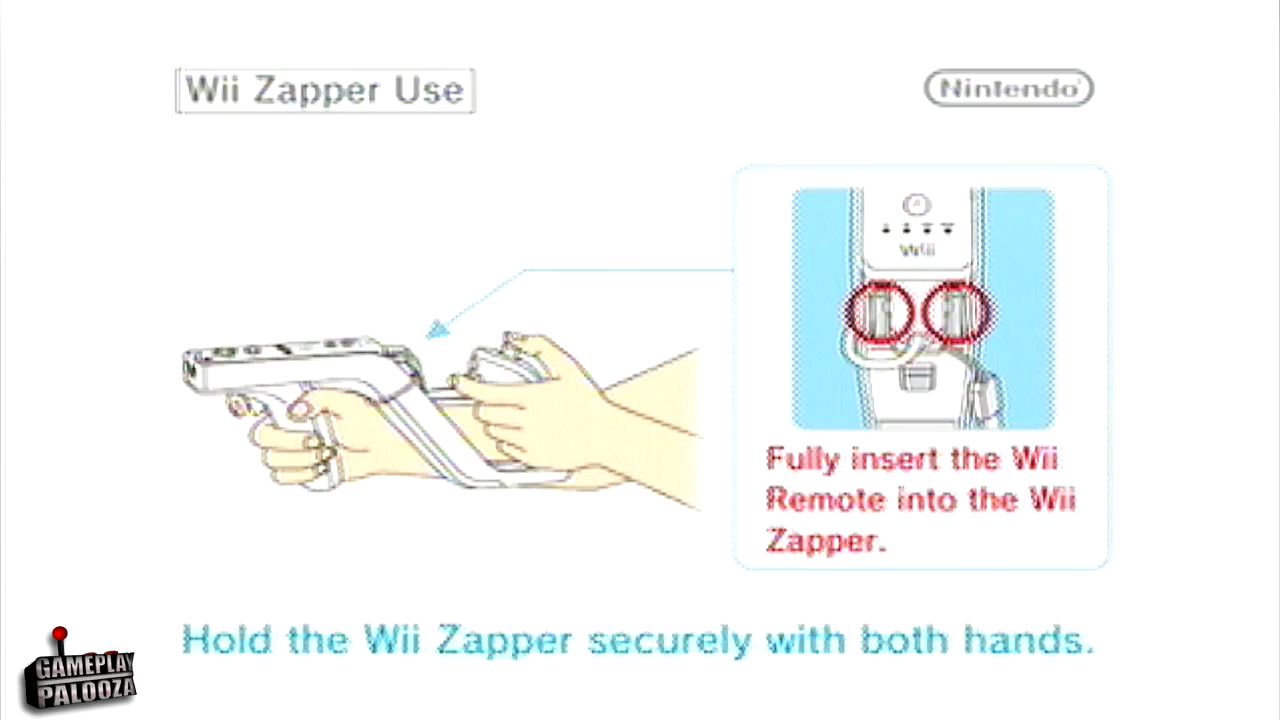 Wii Zapper Use
Nintendo
Wii
Fully insert the Wii
Remote into the Wii
Zapper.
Hold the Wii Zapper securely with both hands.
GAMEPLAY
PALOOZA